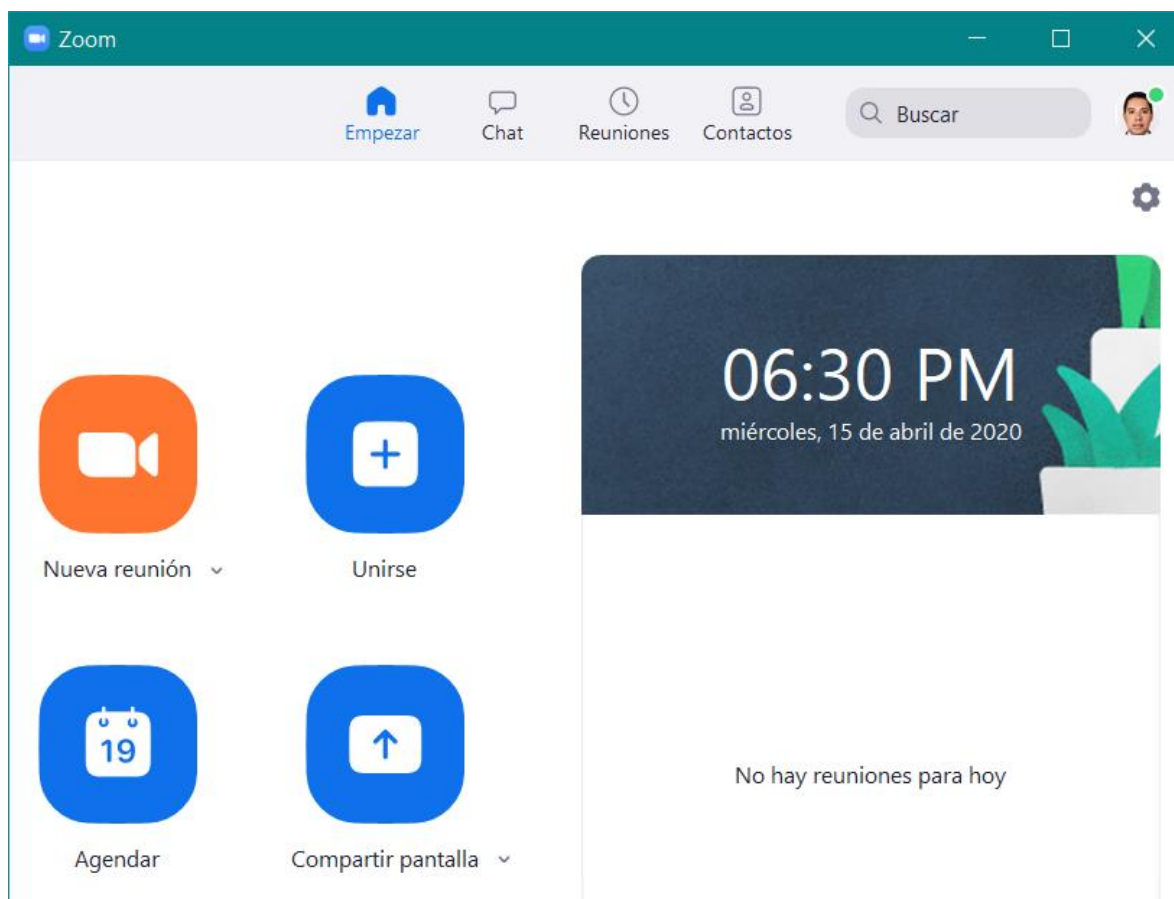 Zoom
Empezar
Chat
Reuniones
Contactos
Buscar
06:30 PM
miércoles, 15 de abril de 2020
Nueva reunión
Unirse
19
Agendar
Compartir pantalla
No hay reuniones para hoy